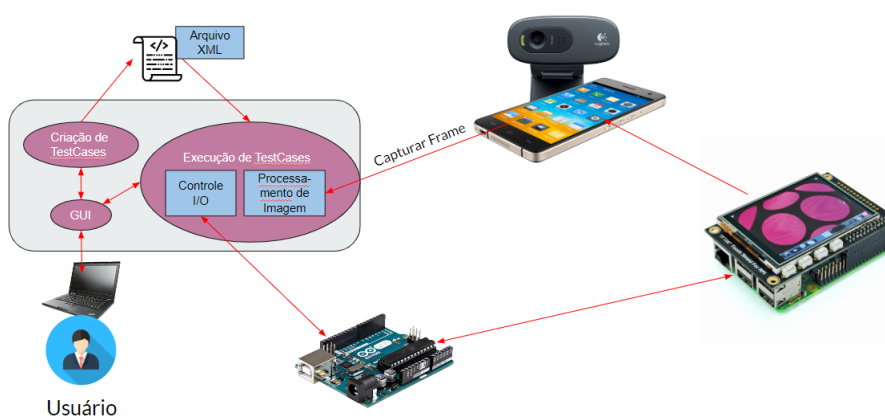 Arquivo
XML
</>
Criação de
TestCases
Execução de TestCases
Controle
I/O
Processa-
mento de
Imagem
GUI
Capturar Frame
Usuário